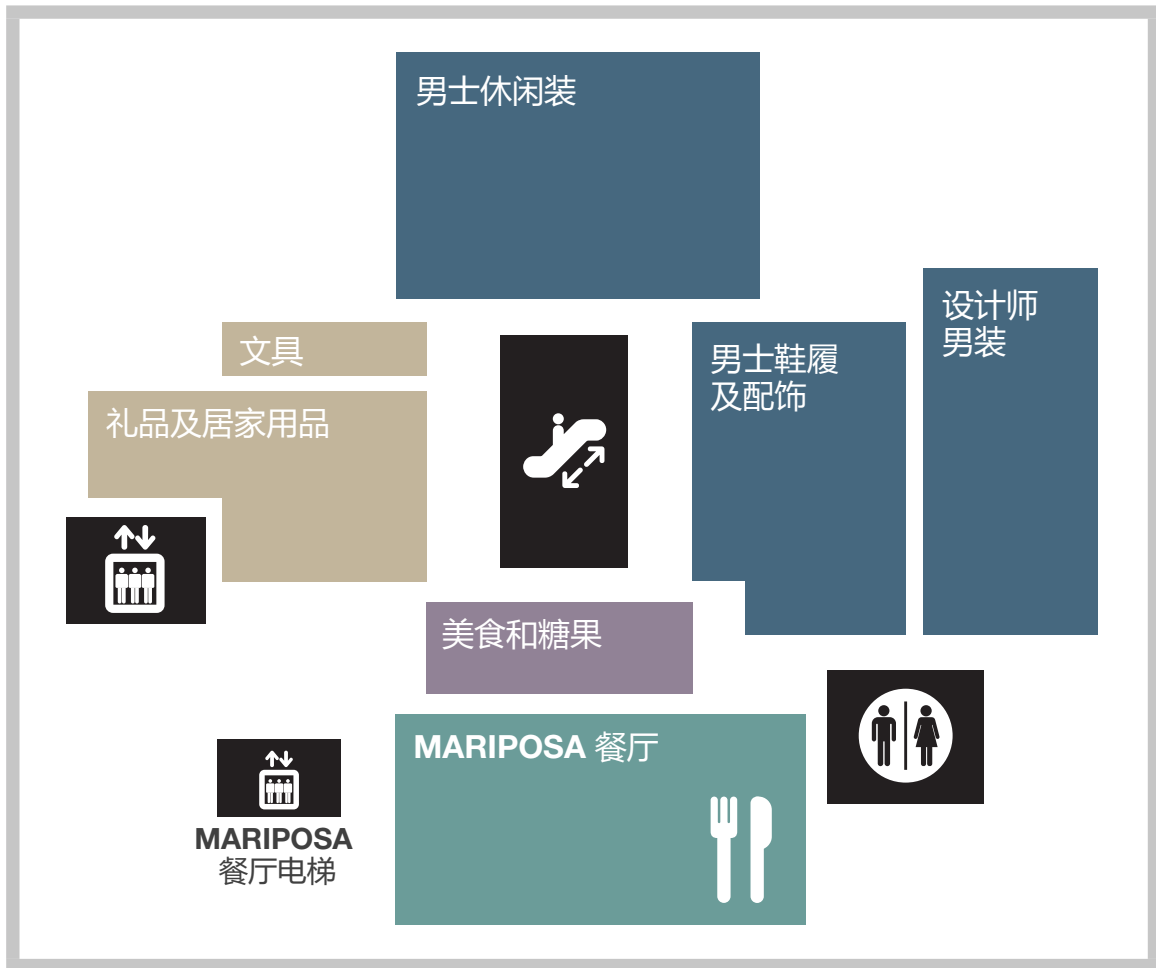 男士休闲装
设计师
男装
文具
男士鞋履
及配饰
礼品及居家用品
美食和糖果
MARIPOSA 餐厅
MARIPOSA
餐厅电梯